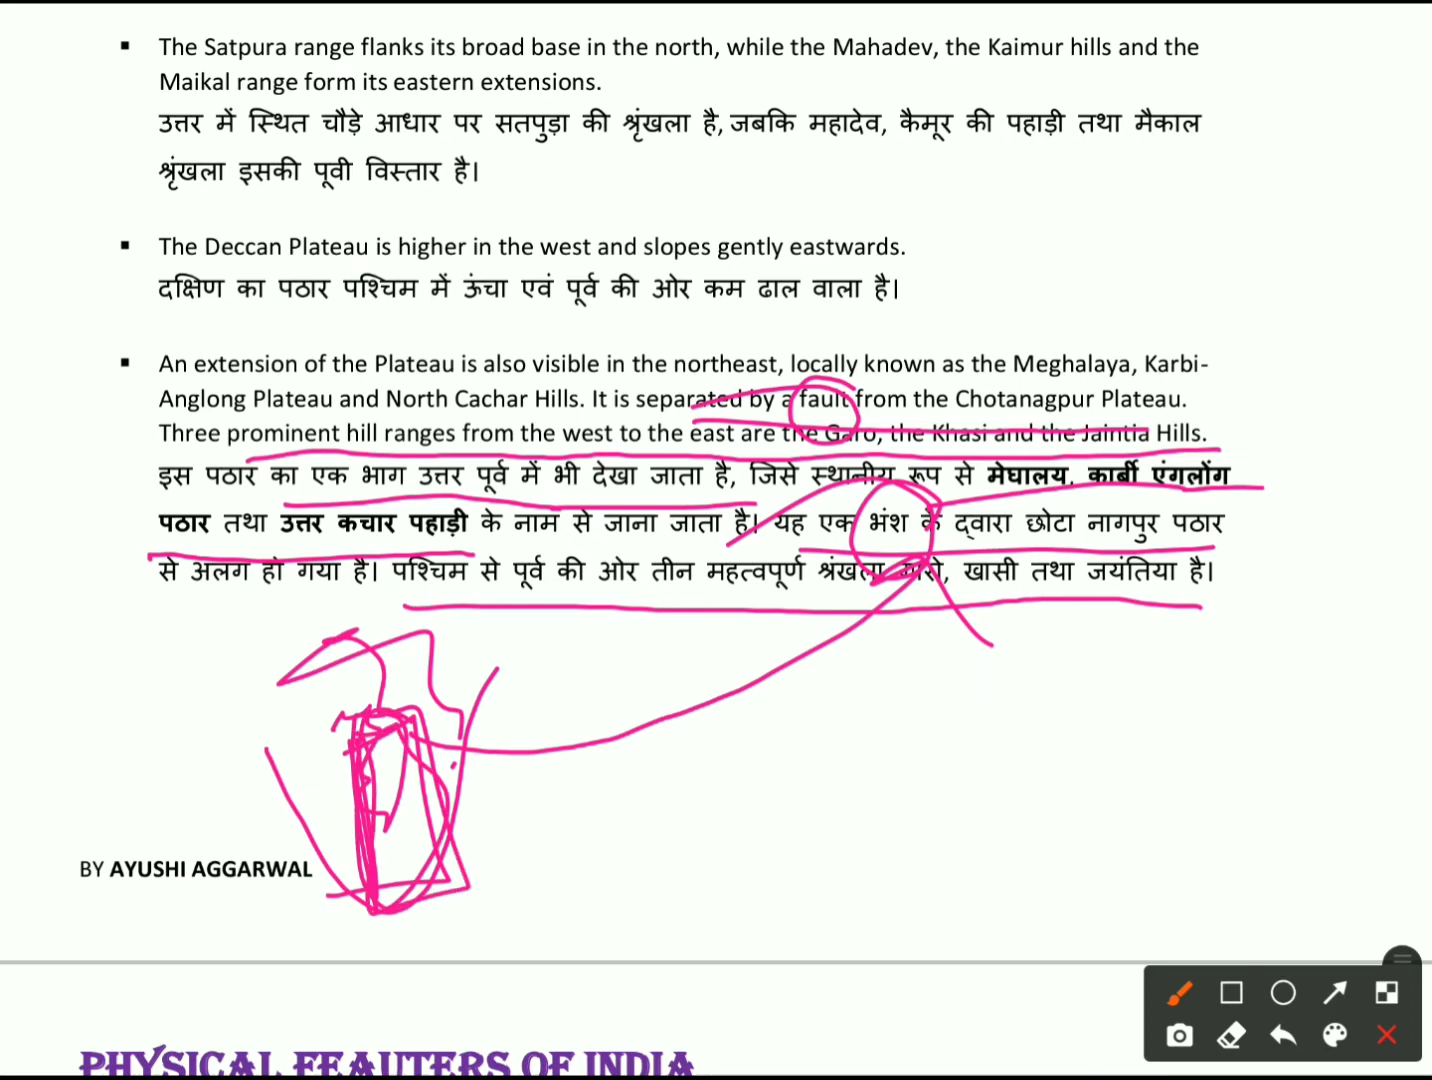 ▪ The Satpura range flanks its broad base in the north, while the Mahadev, the Kaimur hills and the
Maikal range form its eastern extensions.
उत्तर में स्थित चौड़े आधार पर सतपुड़ा की श्रृंखला है, जबकि महादेव, कैमूर की पहाड़ी तथा मैकाल
श्रृंखला इसकी पूवी विस्तार है।
▪ The Deccan Plateau is higher in the west and slopes gently eastwards.
दक्षिण का पठार पश्चिम में ऊंचा एवं पूर्व की ओर कम ढाल वाला है।
▪ An extension of the Plateau is also visible in the northeast, locally known as the Meghalaya, Karbi-
Anglong Plateau and North Cachar Hills. It is separated by a fault from the Chotanagpur Plateau.
Three prominent hill ranges from the west to the east are the Garo, the Khasi and the Jaintia Hills.
इस पठार का एक भाग उत्तर पूर्व में भी देखा जाता है, जिसे स्थानीय रूप से मेघालय, कार्बी एंगलोंग
पठार तथा उत्तर कचार पहाड़ी के नाम से जाना जाता है। यह एक भंश के द्वारा छोटा नागपुर पठार
से अलग हो गया है। पश्चिम से पूर्व की ओर तीन महत्वपूर्ण श्रंखला गारो, खासी तथा जयंतिया है।
BY AYUSHI AGGARWAL
PHYSICAL FEAUTERS OF INDIA